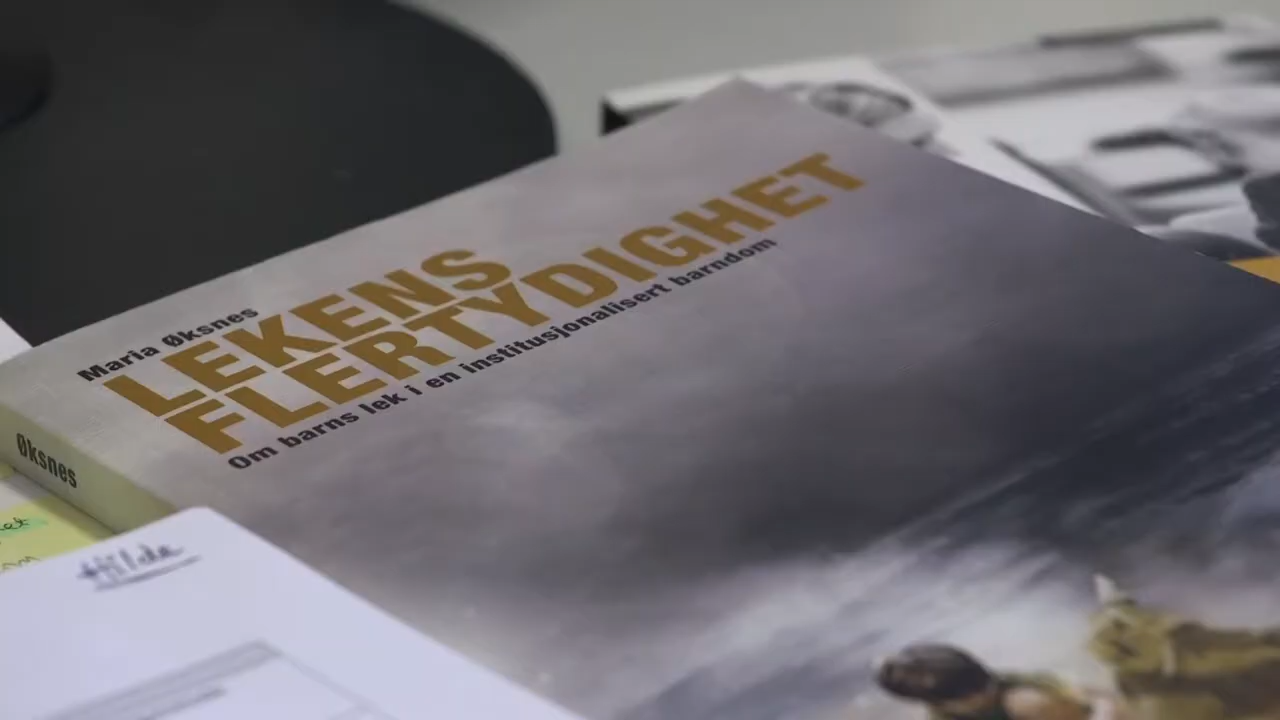 Maria Øksnes
LEKENS
FLERTYDIGHET
Om barns lek i en institusjonalisert barndom
Øksnes
Hilde